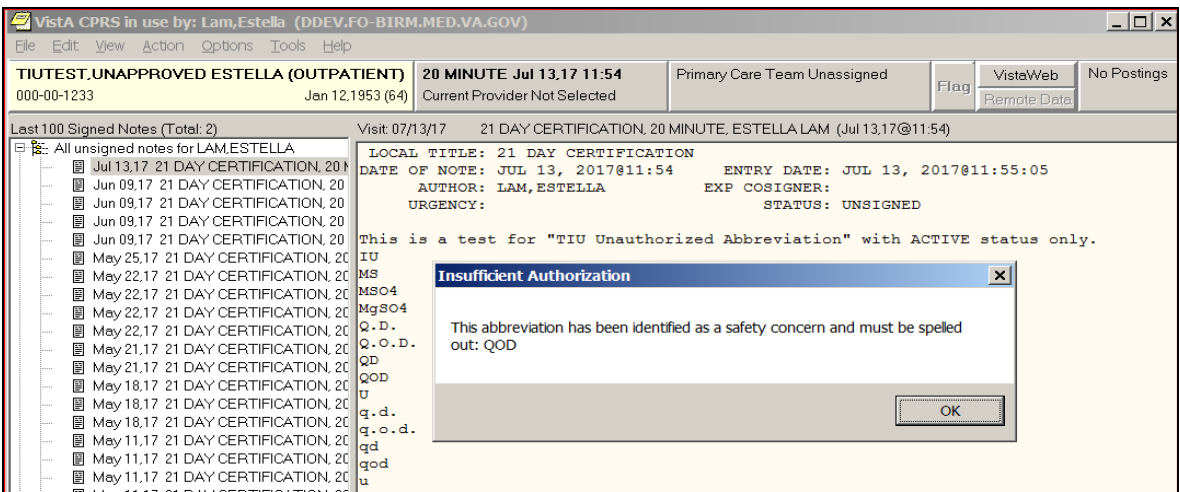 VistA CPRS in use by: Lam,Estella (DDEV.FO-BIRM.MED.VA.GOV)
File Edit View Action Options Tools Help
TIUTEST,UNAPPROVED ESTELLA (OUTPATIENT)
000-00-1233 Jan 12,1953 (64)
20 MINUTE Jul 13,17 11:54
Current Provider Not Selected
Primary Care Team Unassigned
Flag
VistaWeb
Remote Data
No Postings
Last 100 Signed Notes (Total: 2)
All unsigned notes for LAM,ESTELLA
Jul 13,17 21 DAY CERTIFICATION, 20 M
Jun 09,17 21 DAY CERTIFICATION, 20
Jun 09,17 21 DAY CERTIFICATION, 20
Jun 09,17 21 DAY CERTIFICATION, 20
Jun 09,17 21 DAY CERTIFICATION, 20
May 25,17 21 DAY CERTIFICATION, 20
May 22,17 21 DAY CERTIFICATION, 20
May 22,17 21 DAY CERTIFICATION, 20
May 22,17 21 DAY CERTIFICATION, 20
May 22,17 21 DAY CERTIFICATION, 20
May 21,17 21 DAY CERTIFICATION, 20
May 21,17 21 DAY CERTIFICATION, 20
May 18,17 21 DAY CERTIFICATION, 20
May 18,17 21 DAY CERTIFICATION, 20
May 18,17 21 DAY CERTIFICATION, 20
May 11,17 21 DAY CERTIFICATION, 20
May 11,17 21 DAY CERTIFICATION, 20
May 11,17 21 DAY CERTIFICATION, 20
Visit: 07/13/17 21 DAY CERTIFICATION, 20 MINUTE, ESTELLA LAM (Jul 13,17@11:54)
LOCAL TITLE: 21 DAY CERTIFICATION
DATE OF NOTE: JUL 13, 2017@11:54 ENTRY DATE: JUL 13, 2017@11:55:05
AUTHOR: LAM,ESTELLA EXP COSIGNER:
URGENCY: STATUS: UNSIGNED
This is a test for "TIU Unauthorized Abbreviation" with ACTIVE status only.
IU
MS
MSO4
MgSO4
Q.D.
Q.O.D.
QD
QOD
U
q.d.
q.o.d.
qd
qod
u
Insufficient Authorization
This abbreviation has been identified as a safety concern and must be spelled
out: QOD
OK